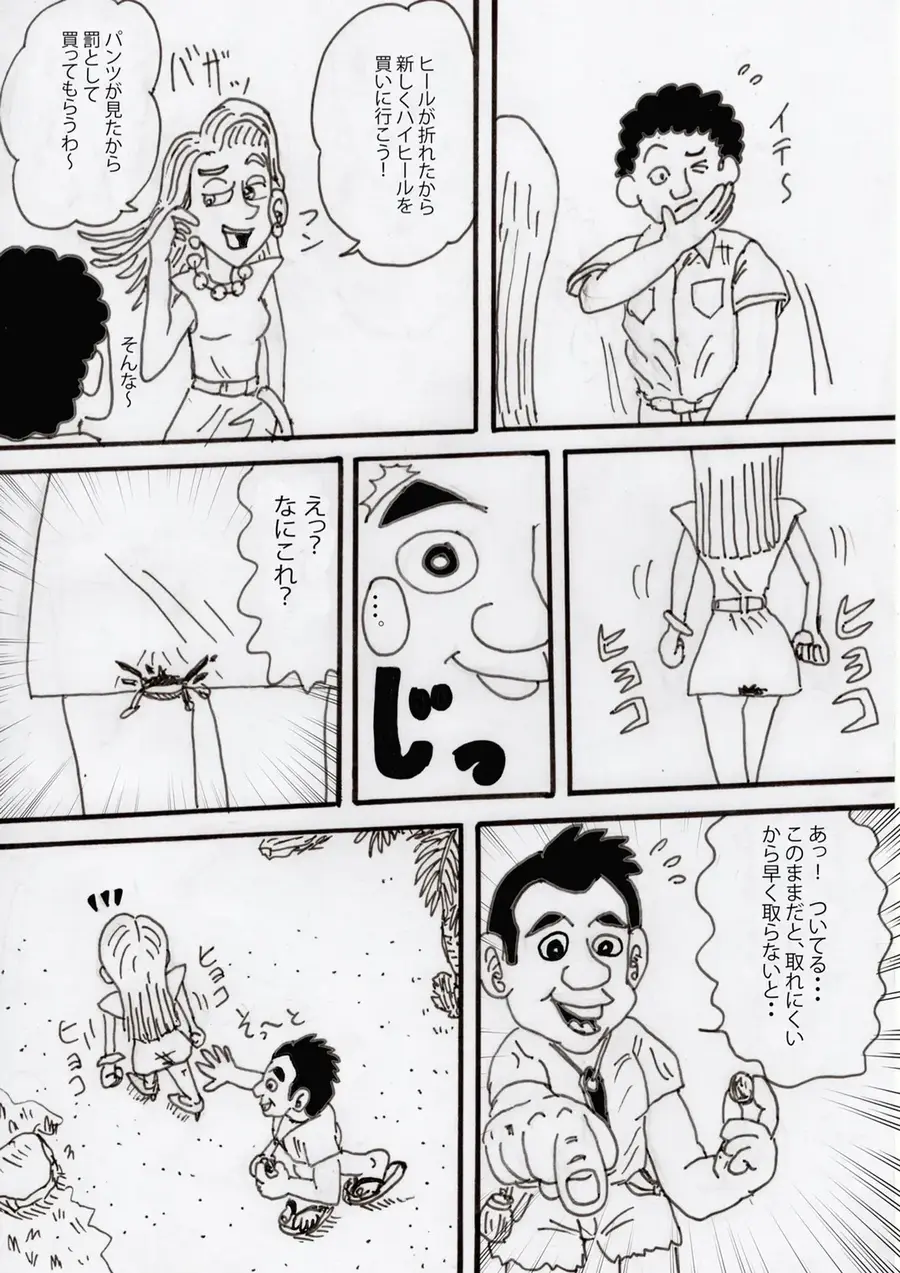 イテ～
ヒールが折れたから
新しくハイヒールを
買いに行こう！
バサ
フン
パンツが見たから
罰として
買ってもらうわ～
そんな～
ヒョコ
ヒョコ
じっ
・・・・
えっ？
なにこれ？
あっ！　ついてる・・・
このままだと、取れにくい
から早く取らないと・・
ヒョコ
ヒョコ
そ～っと